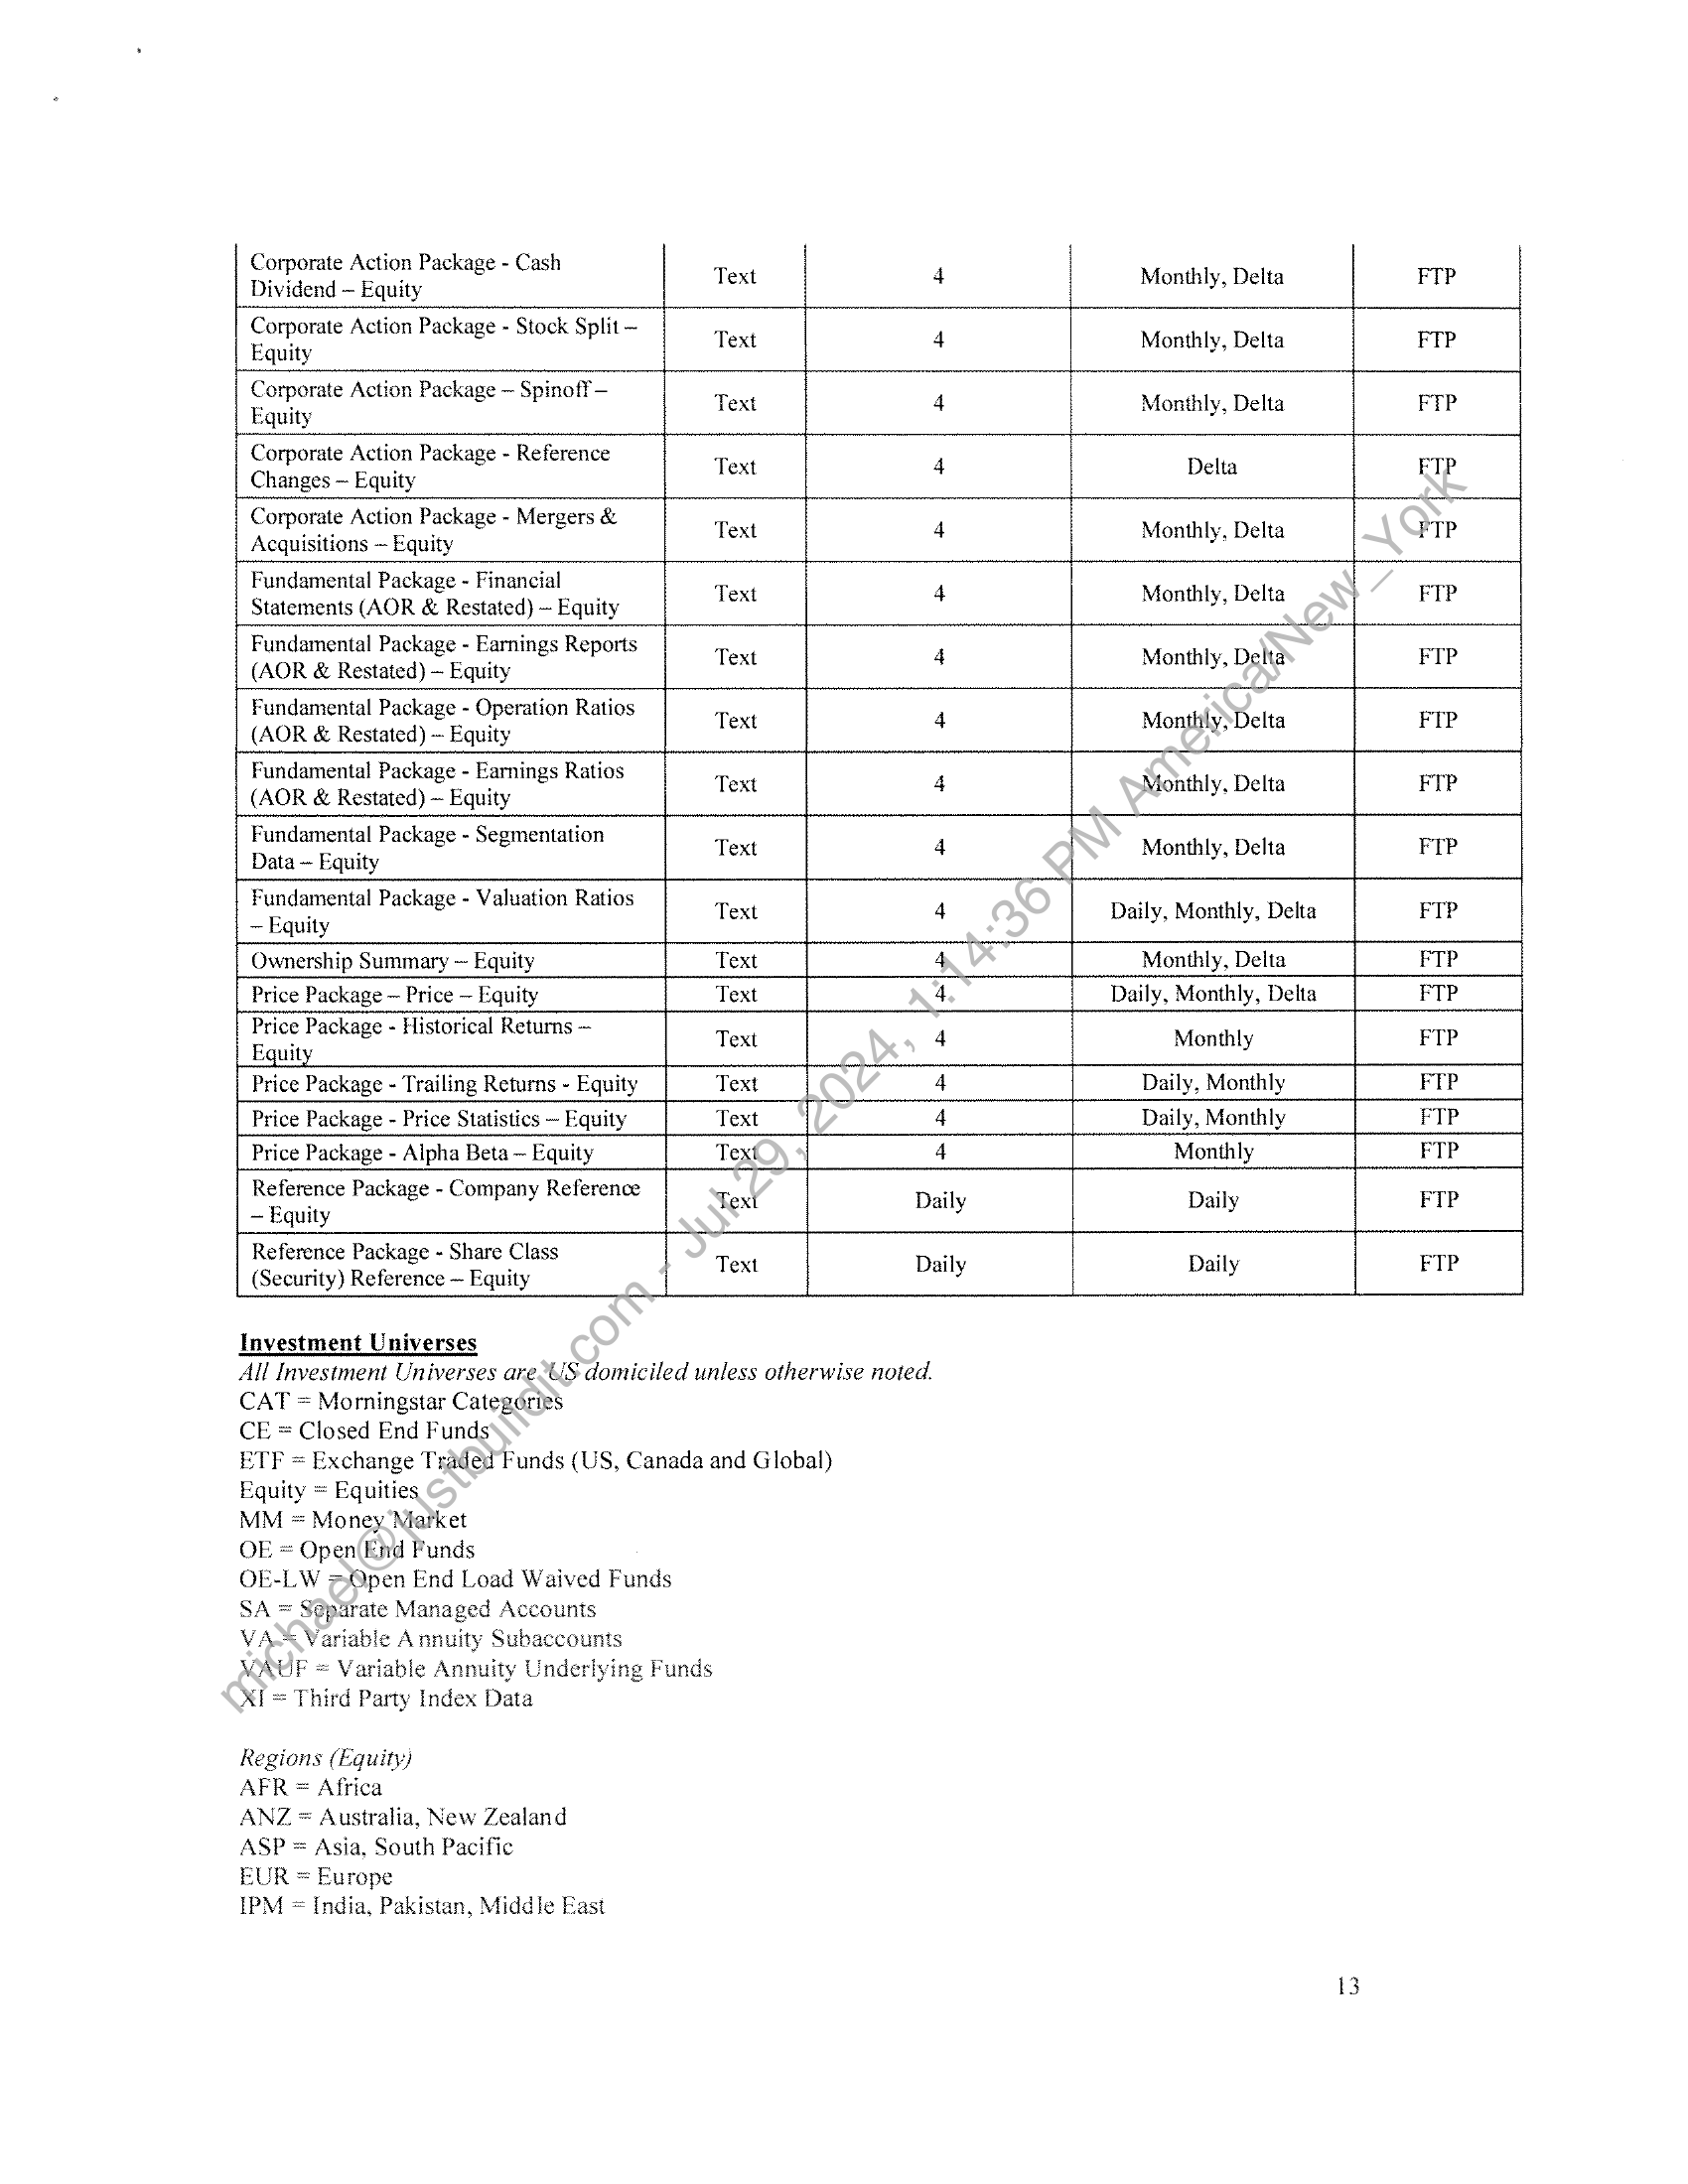 Corporate Action Package - Cash
Dividend – Equity
Text
4
Monthly, Delta
FTP
Corporate Action Package - Stock Split –
Equity
Text
4
Monthly, Delta
FTP
Corporate Action Package – Spinoff –
Equity
Text
4
Monthly, Delta
FTP
Corporate Action Package - Reference
Changes – Equity
Text
4
Delta
FTP
Corporate Action Package - Mergers &
Acquisitions – Equity
Text
4
Monthly, Delta
FTP
Fundamental Package - Financial
Statements (AOR & Restated) – Equity
Text
4
Monthly, Delta
FTP
Fundamental Package - Earnings Reports
(AOR & Restated) – Equity
Text
4
Monthly, Delta
FTP
Fundamental Package - Operation Ratios
(AOR & Restated) – Equity
Text
4
Monthly, Delta
FTP
Fundamental Package - Earnings Ratios
(AOR & Restated) – Equity
Text
4
Monthly, Delta
FTP
Fundamental Package - Segmentation
Data – Equity
Text
4
Monthly, Delta
FTP
Fundamental Package - Valuation Ratios
– Equity
Text
4
Daily, Monthly, Delta
FTP
Ownership Summary – Equity
Text
4
Monthly, Delta
FTP
Price Package – Price – Equity
Text
4
Daily, Monthly, Delta
FTP
Price Package - Historical Returns –
Equity
Text
4
Monthly
FTP
Price Package - Trailing Returns - Equity
Text
4
Daily, Monthly
FTP
Price Package - Price Statistics – Equity
Text
4
Daily, Monthly
FTP
Price Package - Alpha Beta – Equity
Text
4
Monthly
FTP
Reference Package - Company Reference
– Equity
Text
Daily
Daily
FTP
Reference Package - Share Class
(Security) Reference – Equity
Text
Daily
Daily
FTP
Investment Universes
All Investment Universes are US domiciled unless otherwise noted.
CAT = Morningstar Categories
CE = Closed End Funds
ETF = Exchange Traded Funds (US, Canada and Global)
Equity = Equities
MM = Money Market
OE = Open End Funds
OE-LW = Open End Load Waived Funds
SA = Separate Managed Accounts
VA = Variable Annuity Subaccounts
VAUF = Variable Annuity Underlying Funds
XI = Third Party Index Data
Regions (Equity)
AFR = Africa
ANZ = Australia, New Zealand
ASP = Asia, South Pacific
EUR = Europe
IPM = India, Pakistan, Middle East
13
michael@justbuildit.com - Jul 29, 2024, 1:14:36 PM America/New_York